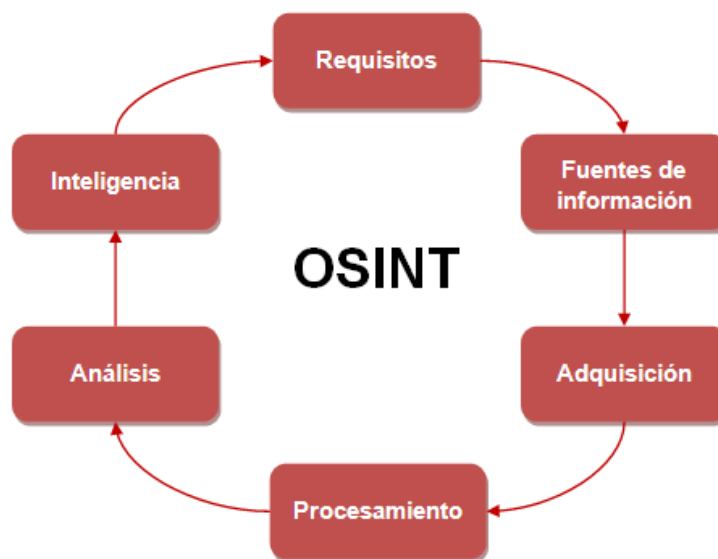 Requisitos
Fuentes de
información
Adquisición
Procesamiento
Análisis
Inteligencia
OSINT